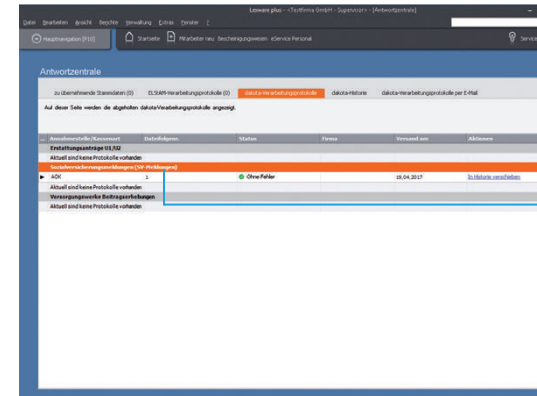 Lexware plus - <Testfirma GmbH - Supervisor> - [Antwortzentrale]
Datei Bearbeiten Ansicht Berichte Verwaltung Extras Fenster ?
Hauptnavigation [F10] Startseite Mitarbeiter neu Bescheinigungswesen eService Personal Service
Antwortzentrale
zu übernehmende Stammdaten (0) ELStAM-Verarbeitungsprotokolle (0) dakota-Verarbeitungsprotokolle dakota-Historie dakota-Verarbeitungsprotokolle per E-Mail
Auf dieser Seite werden die abgeholten dakota-Verarbeitungsprotokolle angezeigt.
... Annahmestelle/Kassenart Dateifolgenr. Status Firma Versand am Aktionen
Erstattungsanträge U1/U2
Aktuell sind keine Protokolle vorhanden
Sozialversicherungsmeldungen (SV-Meldungen)
AOK 1 Ohne Fehler 19.04.2017 In Historie verschieben
Aktuell sind keine Protokolle vorhanden
Versorgungswerke Beitragserhebungen
Aktuell sind keine Protokolle vorhanden